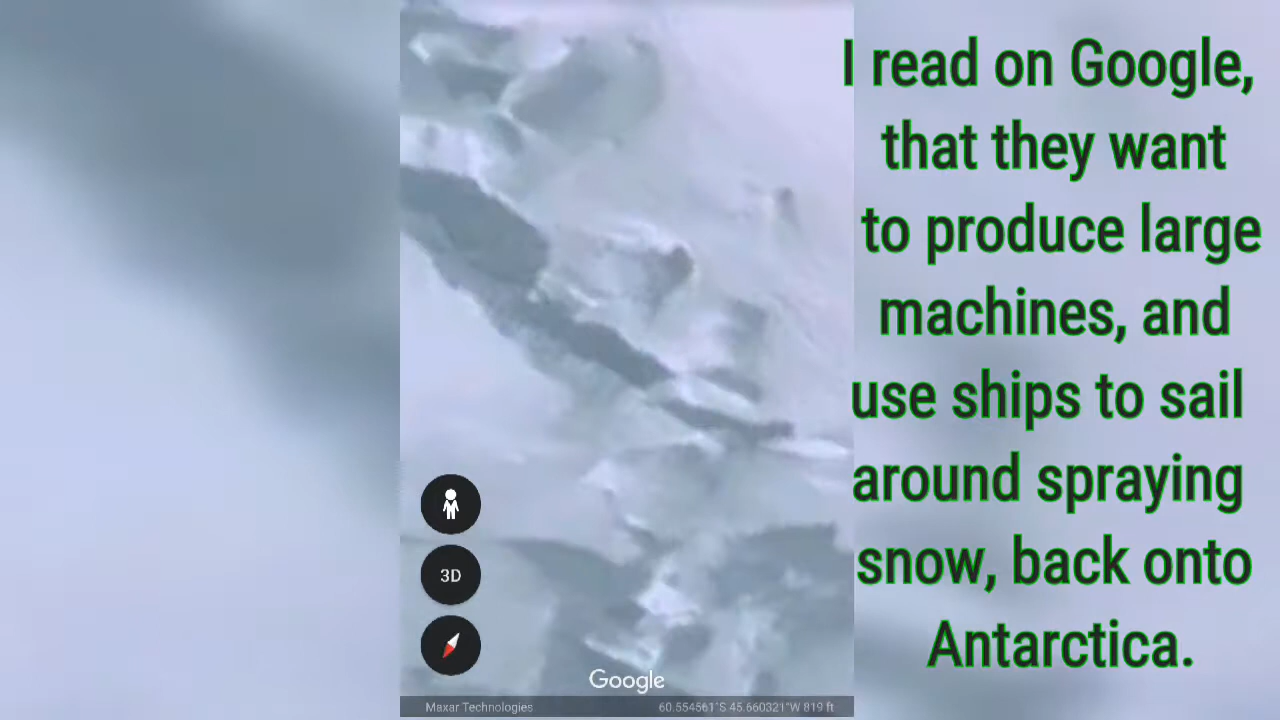 I read on Google,
that they want
to produce large
machines, and
use ships to sail
around spraying
snow, back onto
Antarctica.
3D
Google
Maxar Technologies 60.554561°S 45.660321°W 819 ft